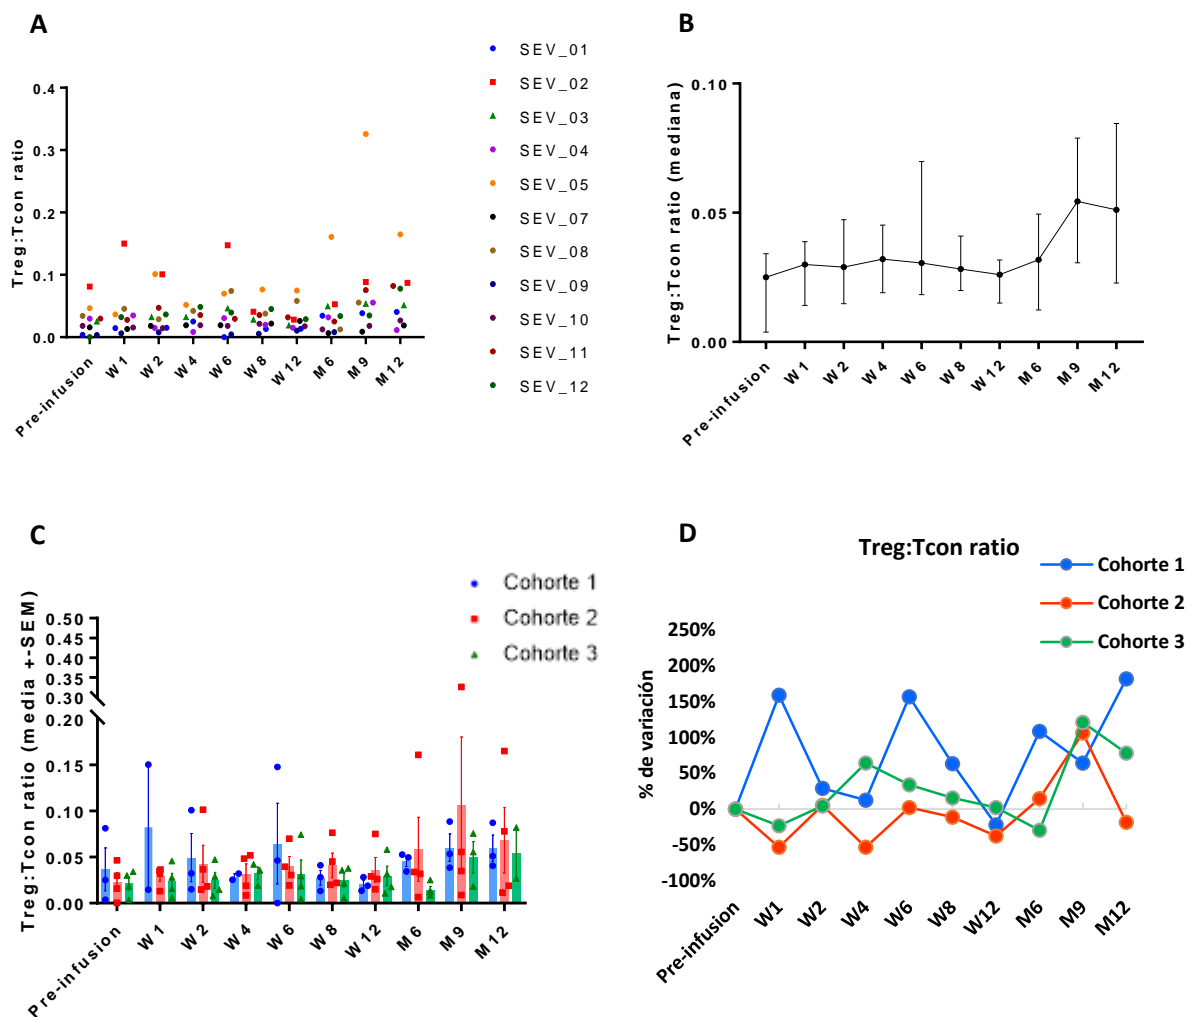 A
Treg:Tcon ratio
0.4
0.3
0.2
0.1
0.0
Pre-infusion
W1
W2
W4
W6
W8
W12
M6
M9
M12
SEV_01
SEV_02
SEV_03
SEV_04
SEV_05
SEV_07
SEV_08
SEV_09
SEV_10
SEV_11
SEV_12
B
Treg:Tcon ratio (mediana)
0.10
0.05
0.00
Pre-infusion
W1
W2
W4
W6
W8
W12
M6
M9
M12
C
Treg:Tcon ratio (media +-SEM)
0.50
0.45
0.40
0.35
0.30
0.20
0.15
0.10
0.05
0.00
Pre-infusion
W1
W2
W4
W6
W8
W12
M6
M9
M12
Cohorte 1
Cohorte 2
Cohorte 3
D
Treg:Tcon ratio
Cohorte 1
Cohorte 2
Cohorte 3
% de variación
250%
200%
150%
100%
50%
0%
-50%
-100%
Pre-infusion
W1
W2
W4
W6
W8
W12
M6
M9
M12